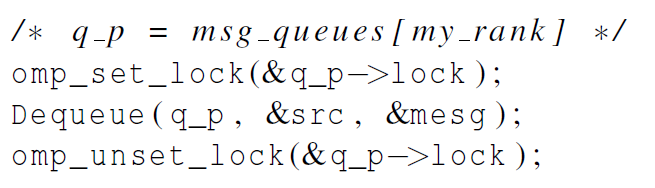 /* q_p = msg_queues[my_rank] */
omp_set_lock(&q_p->lock);
Dequeue(q_p, &src, &mesg);
omp_unset_lock(&q_p->lock);